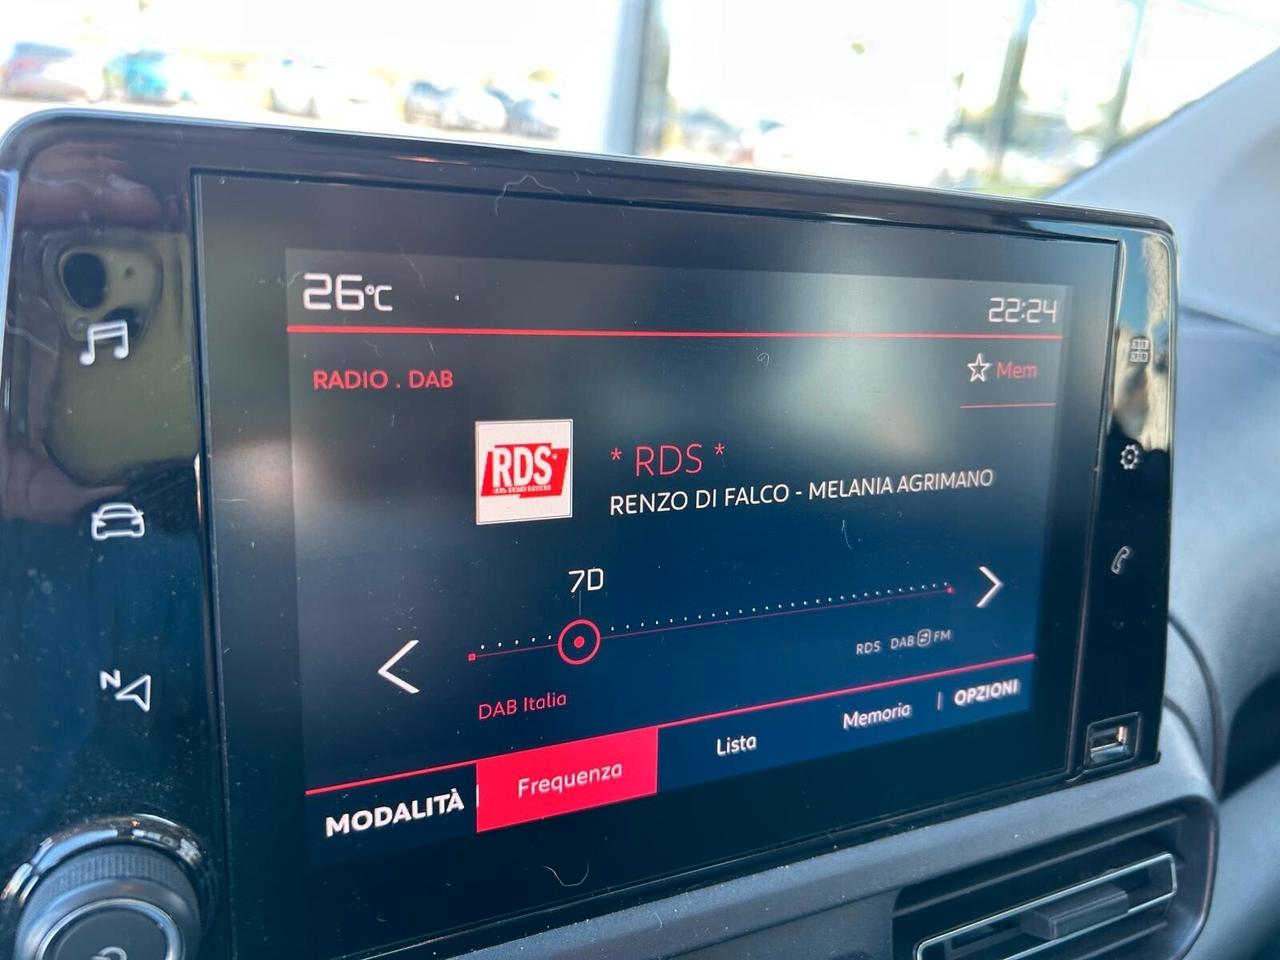 26°C
22:24
RADIO . DAB
Mem
RDS
* RDS *
RENZO DI FALCO - MELANIA AGRIMANO
7D
RDS DAB FM
DAB Italia
MODALITÀ
Frequenza
Lista
Memoria
OPZIONI
N